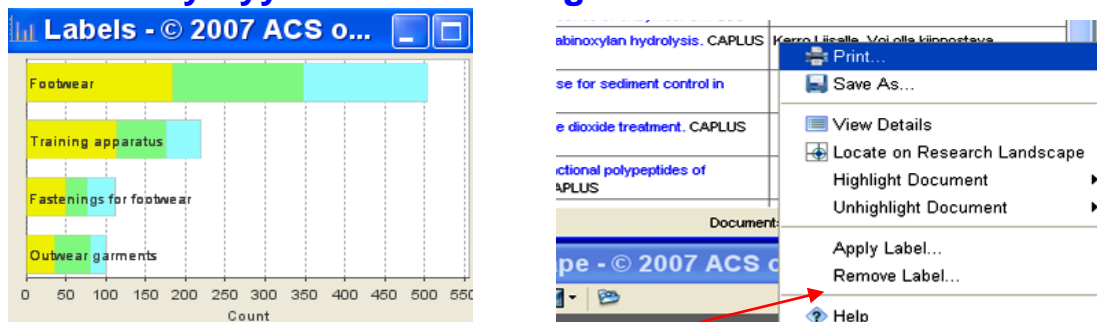 Labels - © 2007 ACS o...
Footwear
Training apparatus
Fastenings for footwear
Outwear garments
0 50 100 150 200 250 300 350 400 450 500 550
Count
abinoxylan hydrolysis. CAPLUS
Kerro Liisalle. Voi olla kiinnostava
se for sediment control in
e dioxide treatment. CAPLUS
ctional polypeptides of
APLUS
Document
pe - © 2007 ACS o
Print...
Save As...
View Details
Locate on Research Landscape
Highlight Document
Unhighlight Document
Apply Label...
Remove Label...
Help